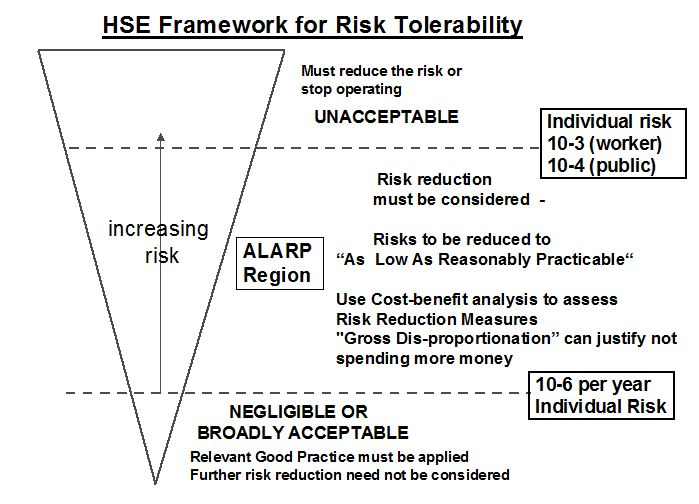 HSE Framework for Risk Tolerability
Must reduce the risk or
stop operating
UNACCEPTABLE
Individual risk
10-3 (worker)
10-4 (public)
Risk reduction
must be considered -
increasing
risk
ALARP
Region
Risks to be reduced to
“As Low As Reasonably Practicable“
Use Cost-benefit analysis to assess
Risk Reduction Measures
"Gross Dis-proportionation” can justify not
spending more money
10-6 per year
Individual Risk
NEGLIGIBLE OR
BROADLY ACCEPTABLE
Relevant Good Practice must be applied
Further risk reduction need not be considered